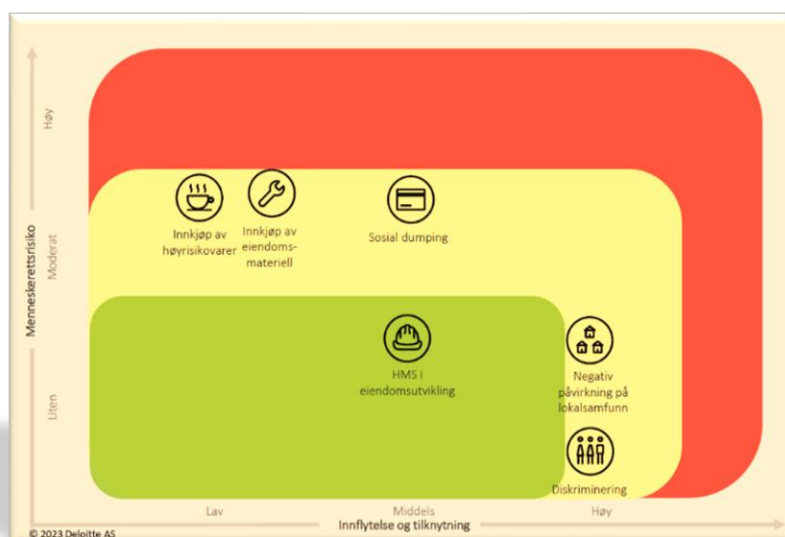 Høy
Moderat
Liten
Menneskerettsrisiko
Innkjøp av
høyrisikovarer
Innkjøp av
eiendoms-
materiell
Sosial dumping
HMS i
eiendomsutvikling
Negativ
påvirkning på
lokalsamfunn
Diskriminering
Lav
Middels
Høy
Innflytelse og tilknytning
© 2023 Deloitte AS